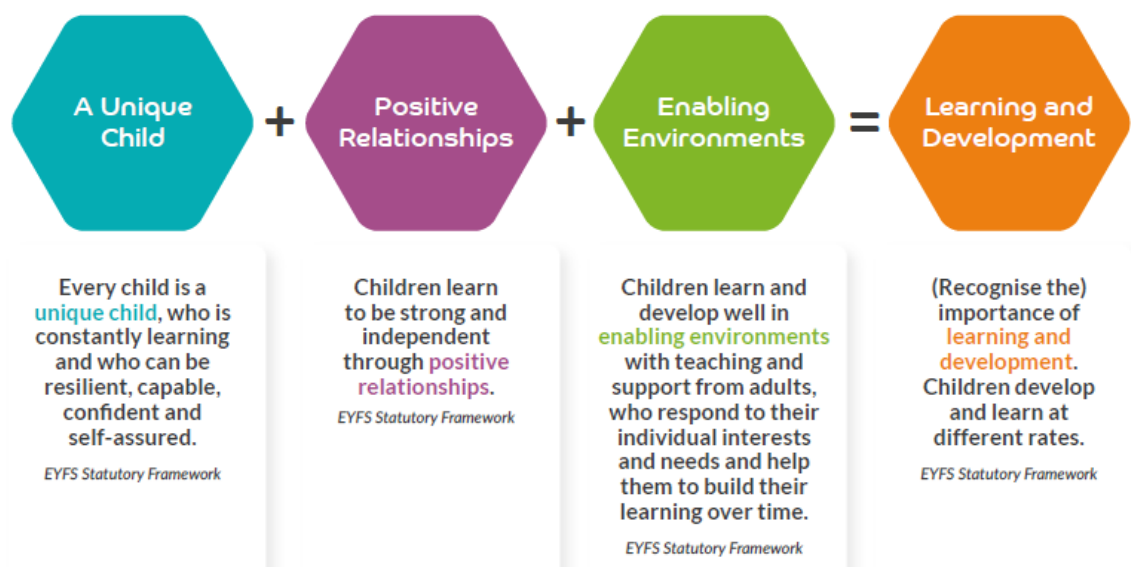 A Unique
Child
+
Positive
Relationships
+
Enabling
Environments
=
Learning and
Development
Every child is a
unique child, who is
constantly learning
and who can be
resilient, capable,
confident and
self-assured.
EYFS Statutory Framework
Children learn
to be strong and
independent
through positive
relationships.
EYFS Statutory Framework
Children learn and
develop well in
enabling environments
with teaching and
support from adults,
who respond to their
individual interests
and needs and help
them to build their
learning over time.
EYFS Statutory Framework
(Recognise the)
importance of
learning and
development.
Children develop
and learn at
different rates.
EYFS Statutory Framework